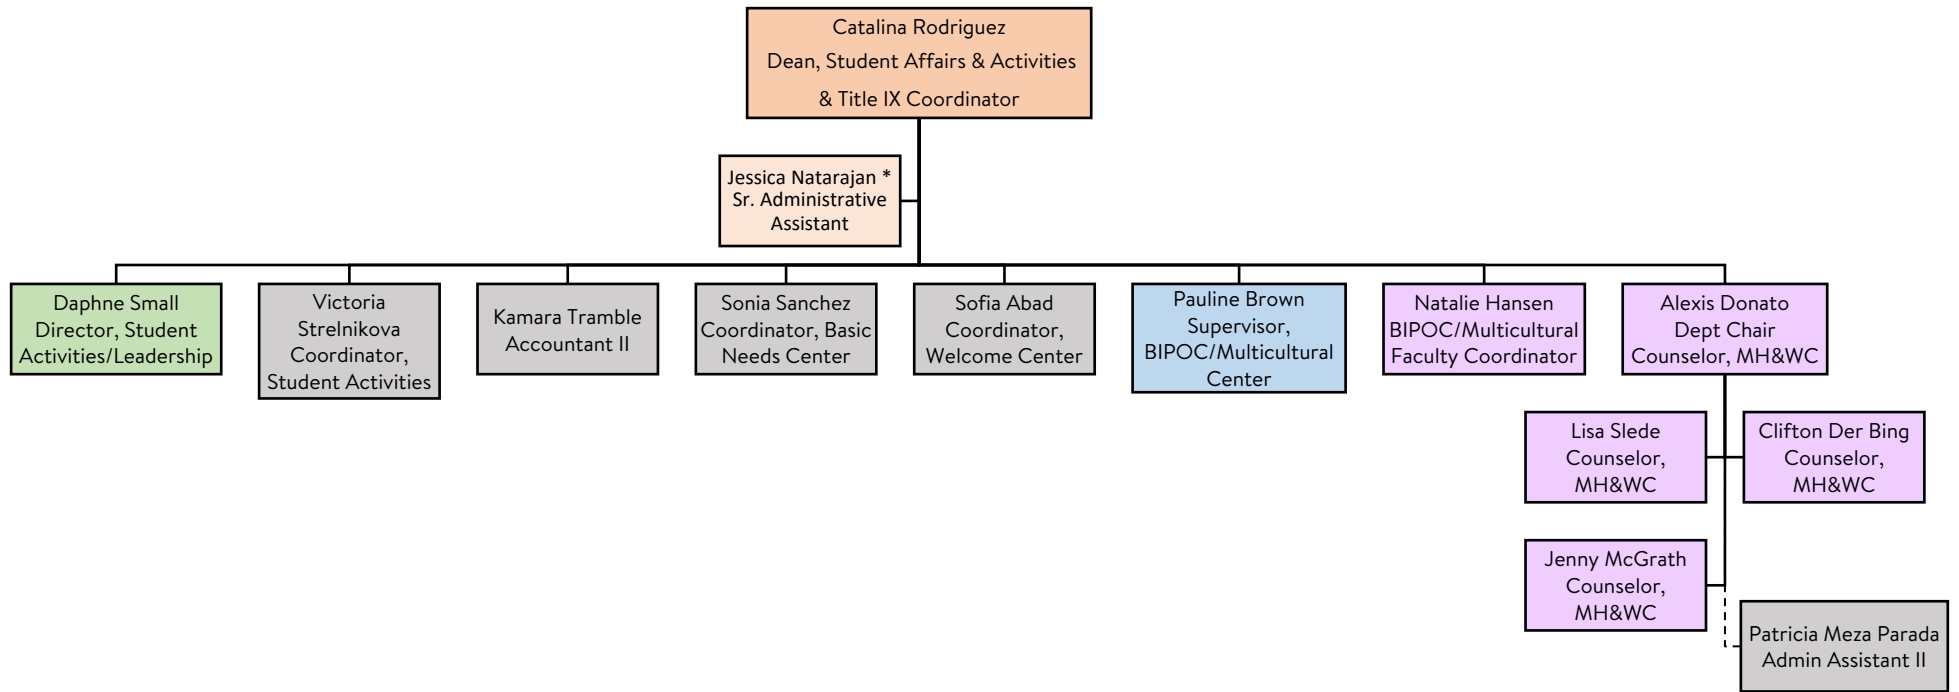 Catalina Rodriguez
Dean, Student Affairs & Activities
& Title IX Coordinator
Jessica Natarajan *
Sr. Administrative
Assistant
Daphne Small
Director, Student
Activities/Leadership
Victoria
Strelnikova
Coordinator,
Student Activities
Kamara Tramble
Accountant II
Sonia Sanchez
Coordinator, Basic
Needs Center
Sofia Abad
Coordinator,
Welcome Center
Pauline Brown
Supervisor,
BIPOC/Multicultural
Center
Natalie Hansen
BIPOC/Multicultural
Faculty Coordinator
Alexis Donato
Dept Chair
Counselor, MH&WC
Lisa Slede
Counselor,
MH&WC
Clifton Der Bing
Counselor,
MH&WC
Jenny McGrath
Counselor,
MH&WC
Patricia Meza Parada
Admin Assistant II